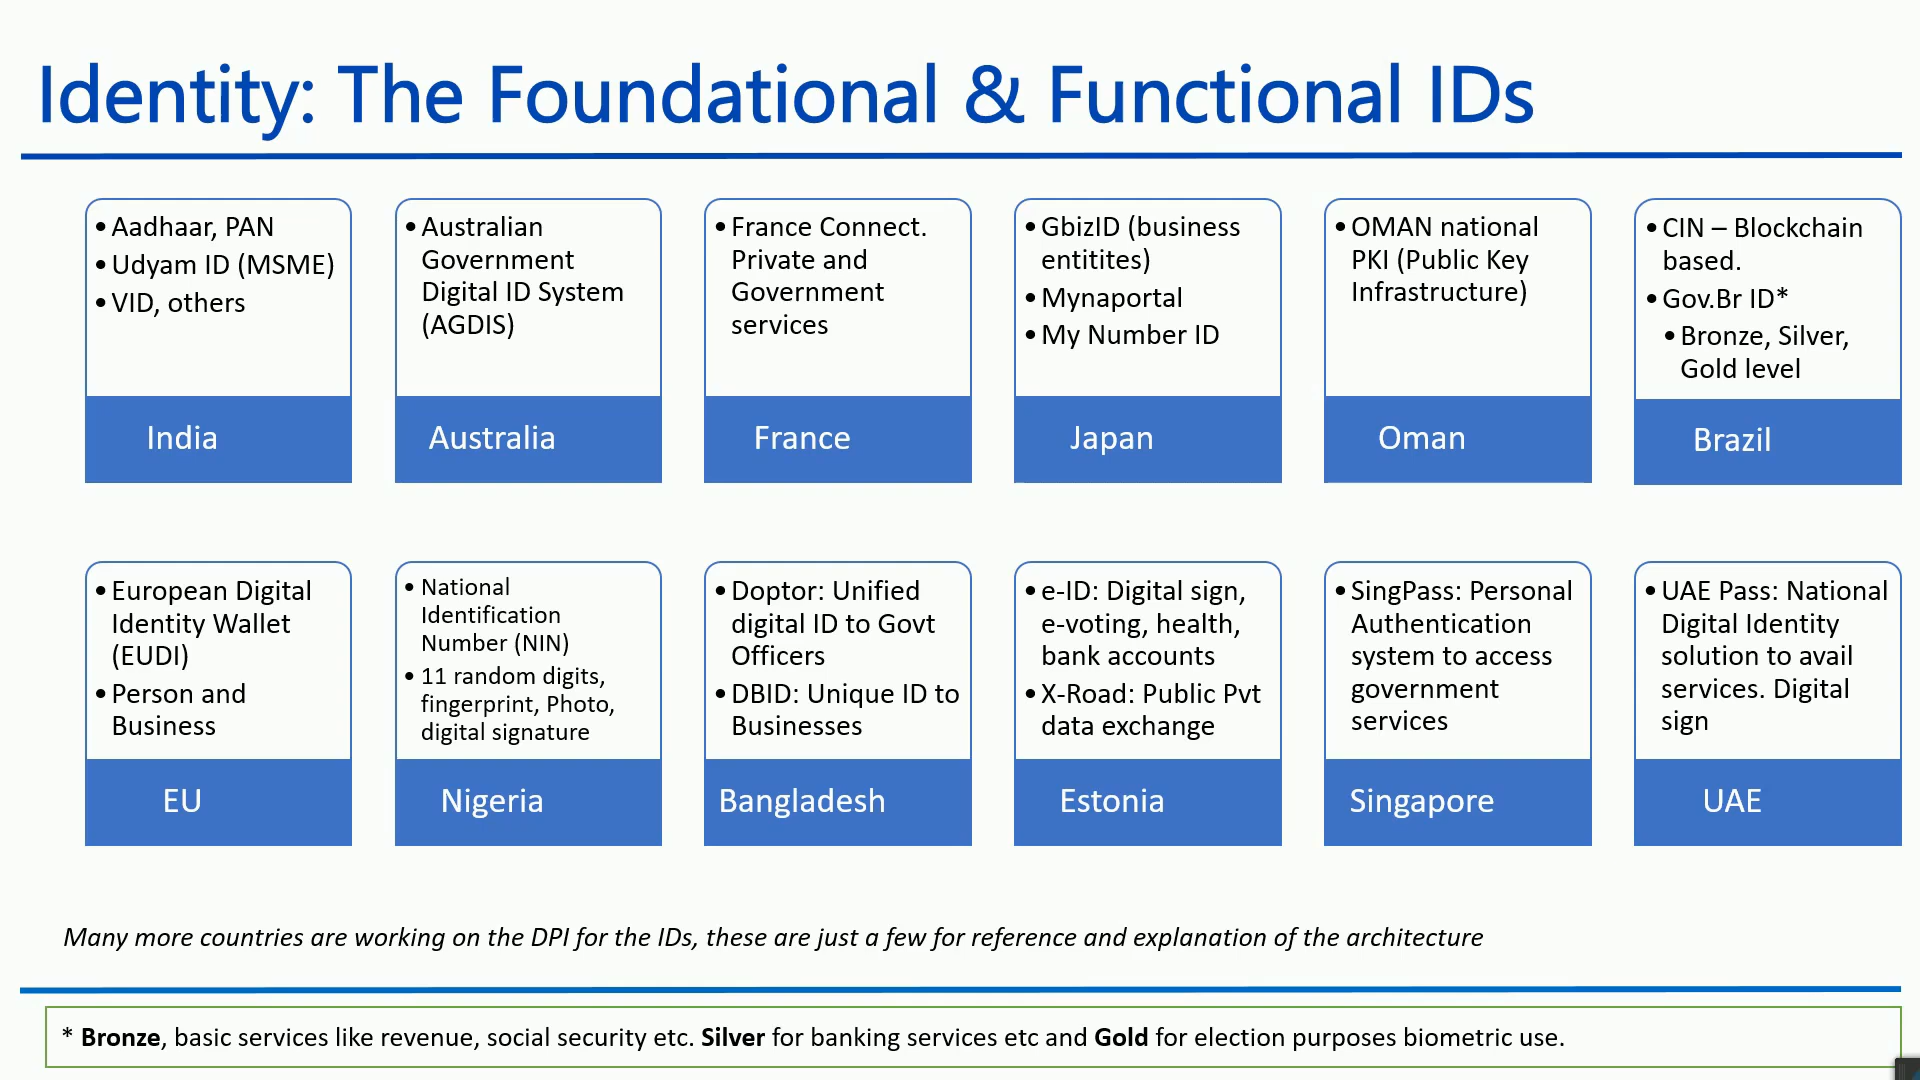 Identity: The Foundational & Functional IDs
• Aadhaar, PAN
• Udyam ID (MSME)
• VID, others
India
• Australian
Government
Digital ID System
(AGDIS)
Australia
• France Connect.
Private and
Government
services
France
• GbizID (business
entitites)
• Mynaportal
• My Number ID
Japan
• OMAN national
PKI (Public Key
Infrastructure)
Oman
• CIN – Blockchain
based.
• Gov.Br ID*
• Bronze, Silver,
Gold level
Brazil
• European Digital
Identity Wallet
(EUDI)
• Person and
Business
EU
• National
Identification
Number (NIN)
• 11 random digits,
fingerprint, Photo,
digital signature
Nigeria
• Doptor: Unified
digital ID to Govt
Officers
• DBID: Unique ID to
Businesses
Bangladesh
• e-ID: Digital sign,
e-voting, health,
bank accounts
• X-Road: Public Pvt
data exchange
Estonia
• SingPass: Personal
Authentication
system to access
government
services
Singapore
• UAE Pass: National
Digital Identity
solution to avail
services. Digital
sign
UAE
Many more countries are working on the DPI for the IDs, these are just a few for reference and explanation of the architecture
* Bronze, basic services like revenue, social security etc. Silver for banking services etc and Gold for election purposes biometric use.